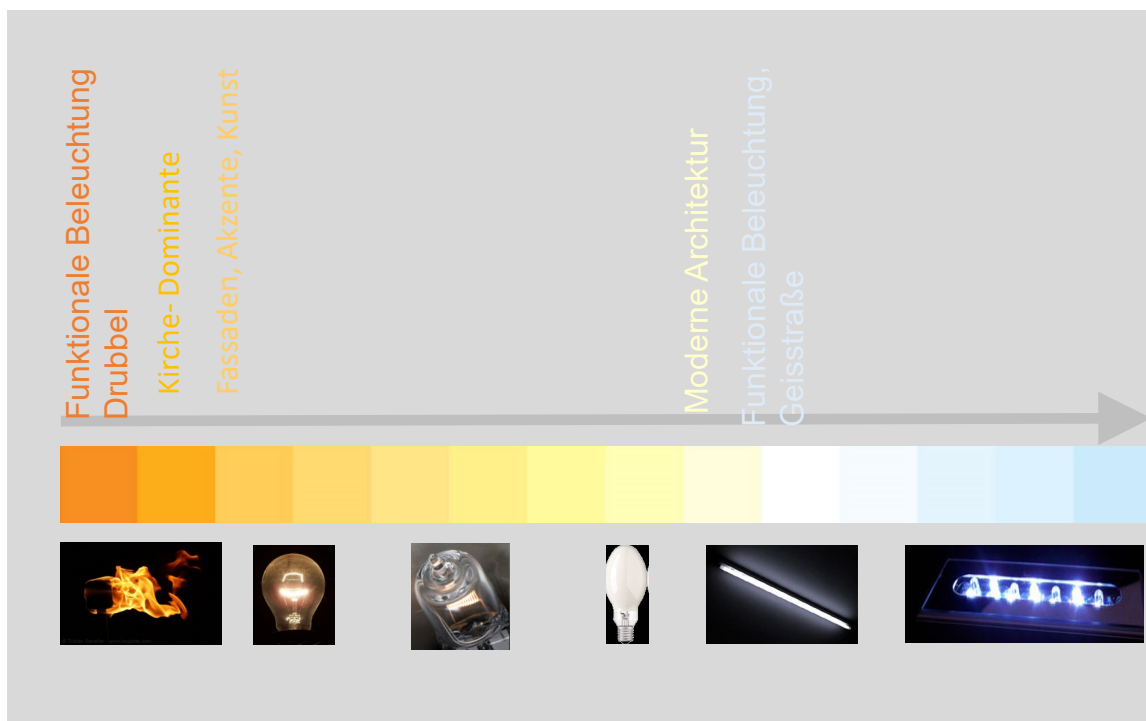 Funktionale Beleuchtung
Drubbel
Kirche- Dominante
Fassaden, Akzente, Kunst
Moderne Architektur
Funktionale Beleuchtung,
Geisstraße